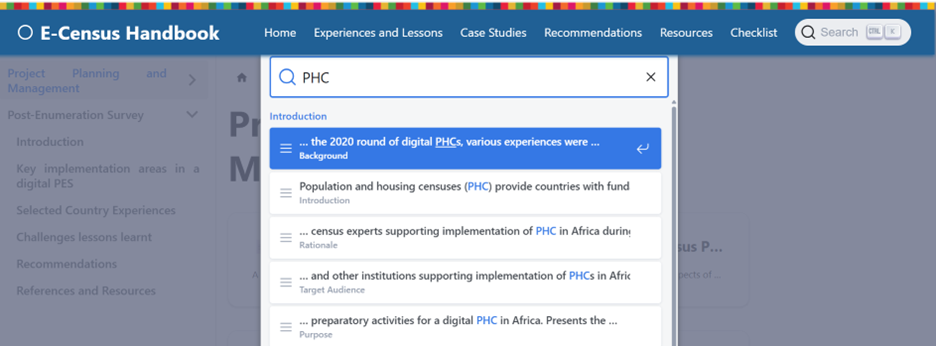 E-Census Handbook
Home
Experiences and Lessons
Case Studies
Recommendations
Resources
Checklist
Search
CTRL
K
Project Planning and
Management
Post-Enumeration Survey
Introduction
Key implementation areas in a
digital PES
Selected Country Experiences
Challenges lessons learnt
Recommendations
References and Resources
PHC
Introduction
... the 2020 round of digital PHCs, various experiences were ...
Background
Population and housing censuses (PHC) provide countries with fund
Introduction
... census experts supporting implementation of PHC in Africa during
Rationale
... and other institutions supporting implementation of PHCs in Afric
Target Audience
... preparatory activities for a digital PHC in Africa. Presents the ...
Purpose
Pr
M
sus P...
pects of ...